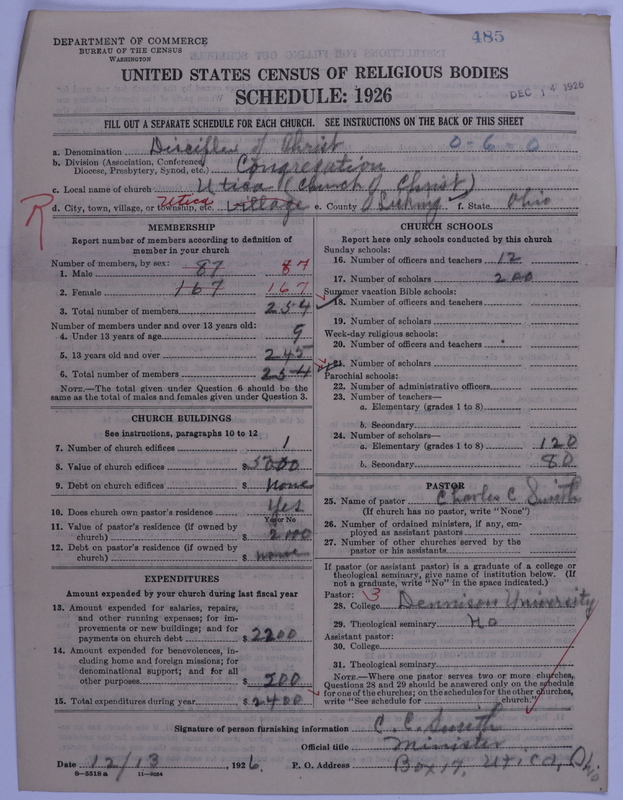 485
DEPARTMENT OF COMMERCE
BUREAU OF THE CENSUS
WASHINGTON
UNITED STATES CENSUS OF RELIGIOUS BODIES
SCHEDULE: 1926
DEC 14 1926
FILL OUT A SEPARATE SCHEDULE FOR EACH CHURCH. SEE INSTRUCTIONS ON THE BACK OF THIS SHEET
a. Denomination Disciples of Christ 0-6-0
b. Division (Association, Conference, Diocese, Presbytery, Synod, etc.) Congregation
c. Local name of church Utica (Church of Christ)
d. City, town, village, or township, etc. Utica village e. County Licking f. State Ohio
R
MEMBERSHIP
Report number of members according to definition of
member in your church
Number of members, by sex:
1. Male 87 87
2. Female 167 167
3. Total number of members 254
Number of members under and over 13 years old:
4. Under 13 years of age 9
5. 13 years old and over 245
6. Total number of members 254
NOTE.—The total given under Question 6 should be the
same as the total of males and females given under Question 3.
CHURCH BUILDINGS
See instructions, paragraphs 10 to 12
7. Number of church edifices 1
8. Value of church edifices $ 5000
9. Debt on church edifices $ None
10. Does church own pastor's residence Yes
Yes or No
11. Value of pastor's residence (if owned by
church) $ 2000
12. Debt on pastor's residence (if owned by
church) $ none
EXPENDITURES
Amount expended by your church during last fiscal year
13. Amount expended for salaries, repairs,
and other running expenses; for im-
provements or new buildings; and for
payments on church debt $ 2200
14. Amount expended for benevolences, in-
cluding home and foreign missions; for
denominational support; and for all
other purposes $ 200
15. Total expenditures during year $ 2400
CHURCH SCHOOLS
Report here only schools conducted by this church
Sunday schools:
16. Number of officers and teachers 12
17. Number of scholars 200
Summer vacation Bible schools:
18. Number of officers and teachers
19. Number of scholars
Week-day religious schools:
20. Number of officers and teachers
21. Number of scholars
Parochial schools:
22. Number of administrative officers
23. Number of teachers—
a. Elementary (grades 1 to 8)
b. Secondary
24. Number of scholars—
a. Elementary (grades 1 to 8) 120
b. Secondary 80
PASTOR
25. Name of pastor Charles C. Smith
(If church has no pastor, write "None")
26. Number of ordained ministers, if any, em-
ployed as assistant pastors
27. Number of other churches served by the
pastor or his assistants
If pastor (or assistant pastor) is a graduate of a college or
theological seminary, give name of institution below. (If
not a graduate, write "No" in the space indicated.)
Pastor: 3
28. College Dennison University
29. Theological seminary No
Assistant pastor:
30. College
31. Theological seminary
NOTE.—Where one pastor serves two or more churches,
Questions 28 and 29 should be answered only on the schedule
for one of the churches; on the schedules for the other churches,
write "See schedule for church."
Signature of person furnishing information C. C. Smith
Official title Minister
Date 12/13, 1926. P. O. Address Box 17, Utica, Ohio
8-5518a 11-9054